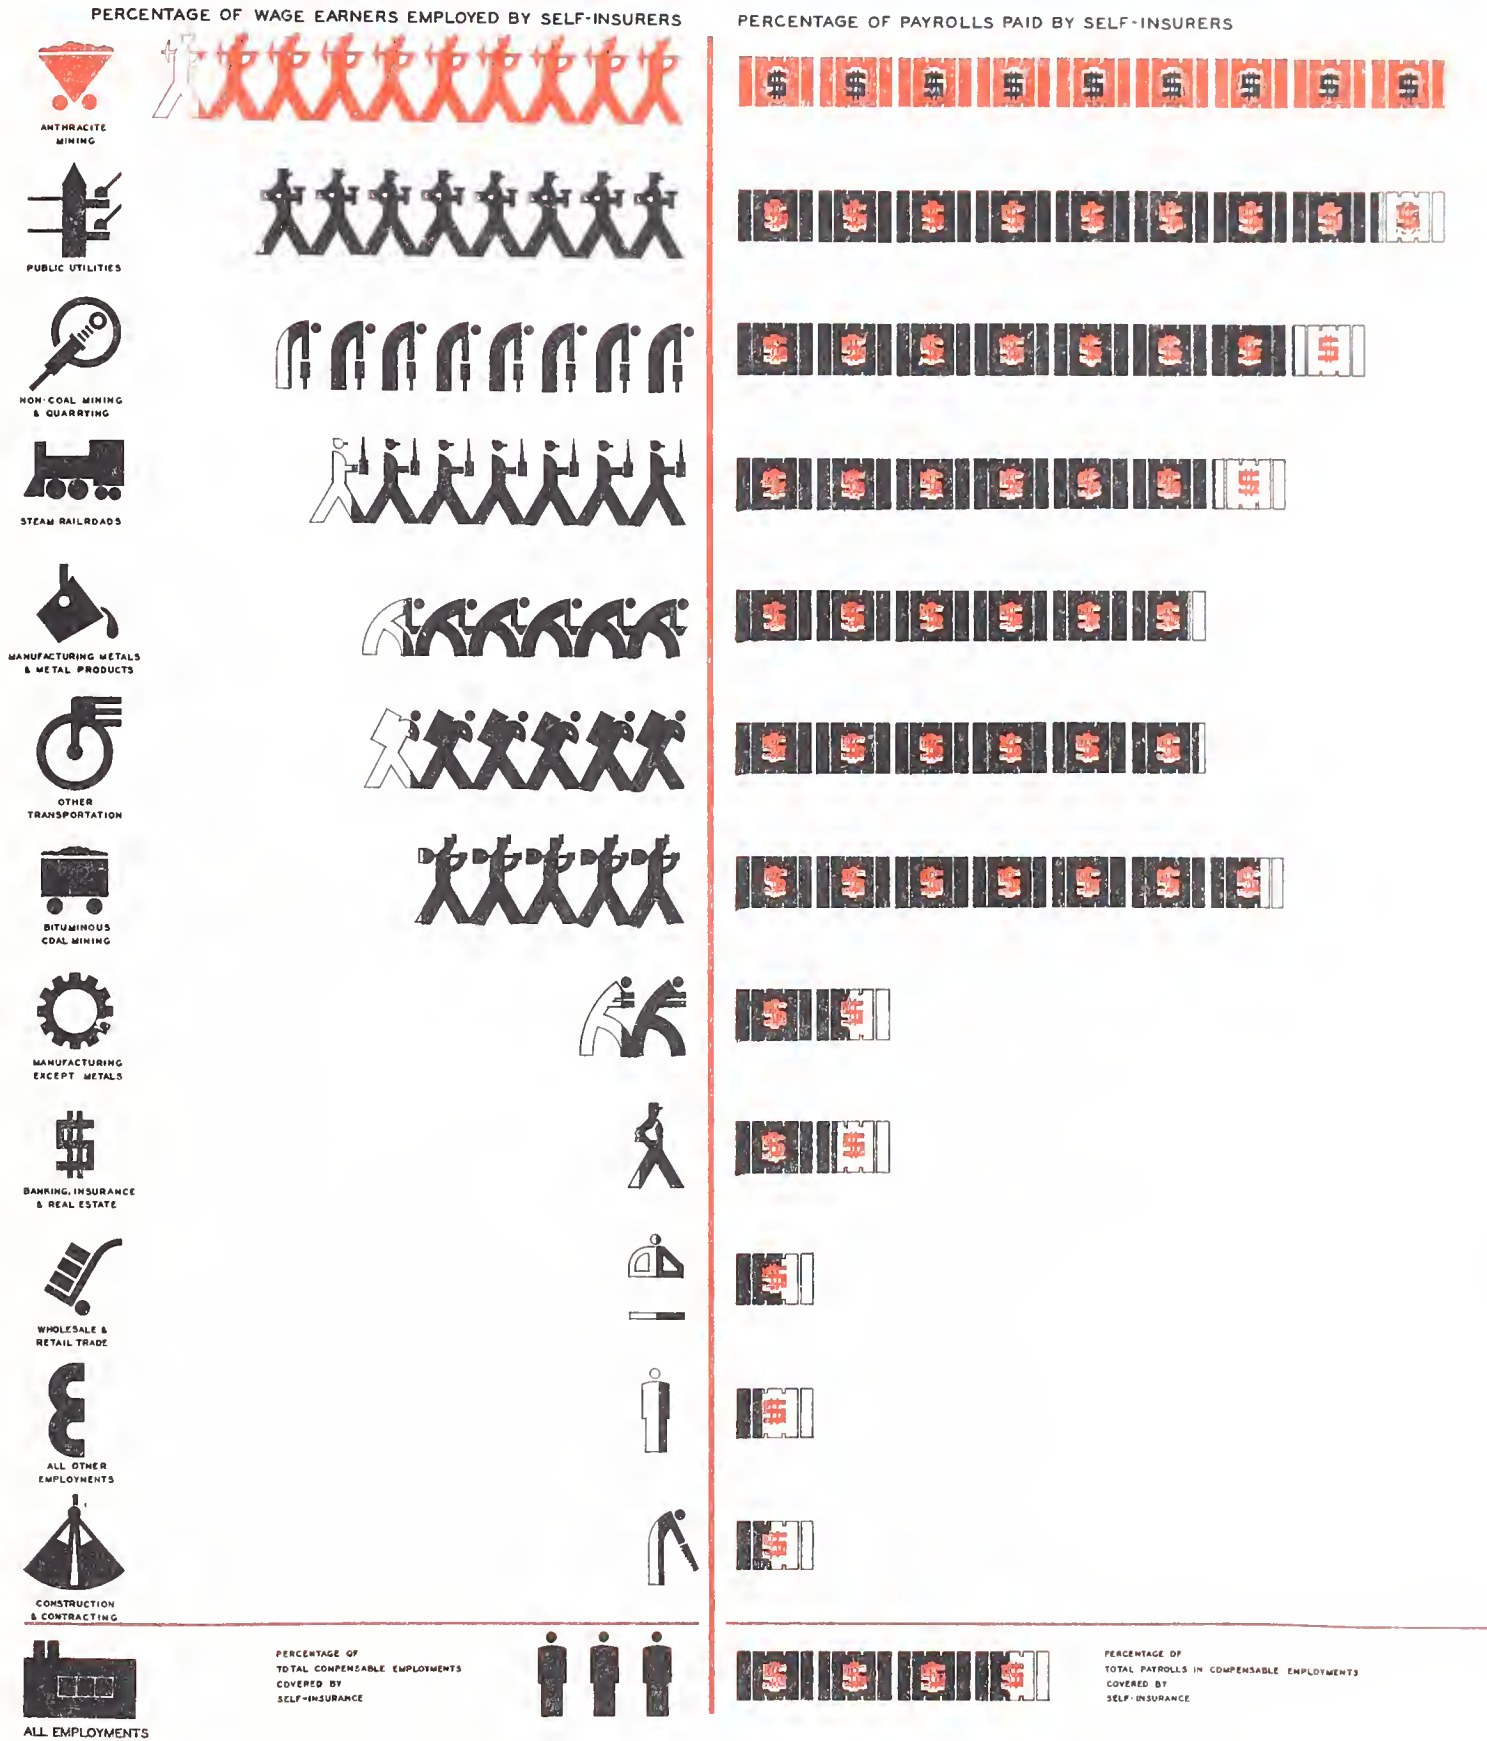 PERCENTAGE OF WAGE EARNERS EMPLOYED BY SELF-INSURERS
PERCENTAGE OF PAYROLLS PAID BY SELF-INSURERS
ANTHRACITE
MINING
PUBLIC UTILITIES
NON-COAL MINING
& QUARRYING
STEAM RAILROADS
MANUFACTURING METALS
& METAL PRODUCTS
OTHER
TRANSPORTATION
BITUMINOUS
COAL MINING
MANUFACTURING
EXCEPT METALS
BANKING, INSURANCE
& REAL ESTATE
WHOLESALE &
RETAIL TRADE
ALL OTHER
EMPLOYMENTS
CONSTRUCTION
& CONTRACTING
ALL EMPLOYMENTS
PERCENTAGE OF
TOTAL COMPENSABLE EMPLOYMENTS
COVERED BY
SELF-INSURANCE
PERCENTAGE OF
TOTAL PATROLLS IN COMPENSABLE EMPLOYMENTS
COVERED BY
SELF-INSURANCE